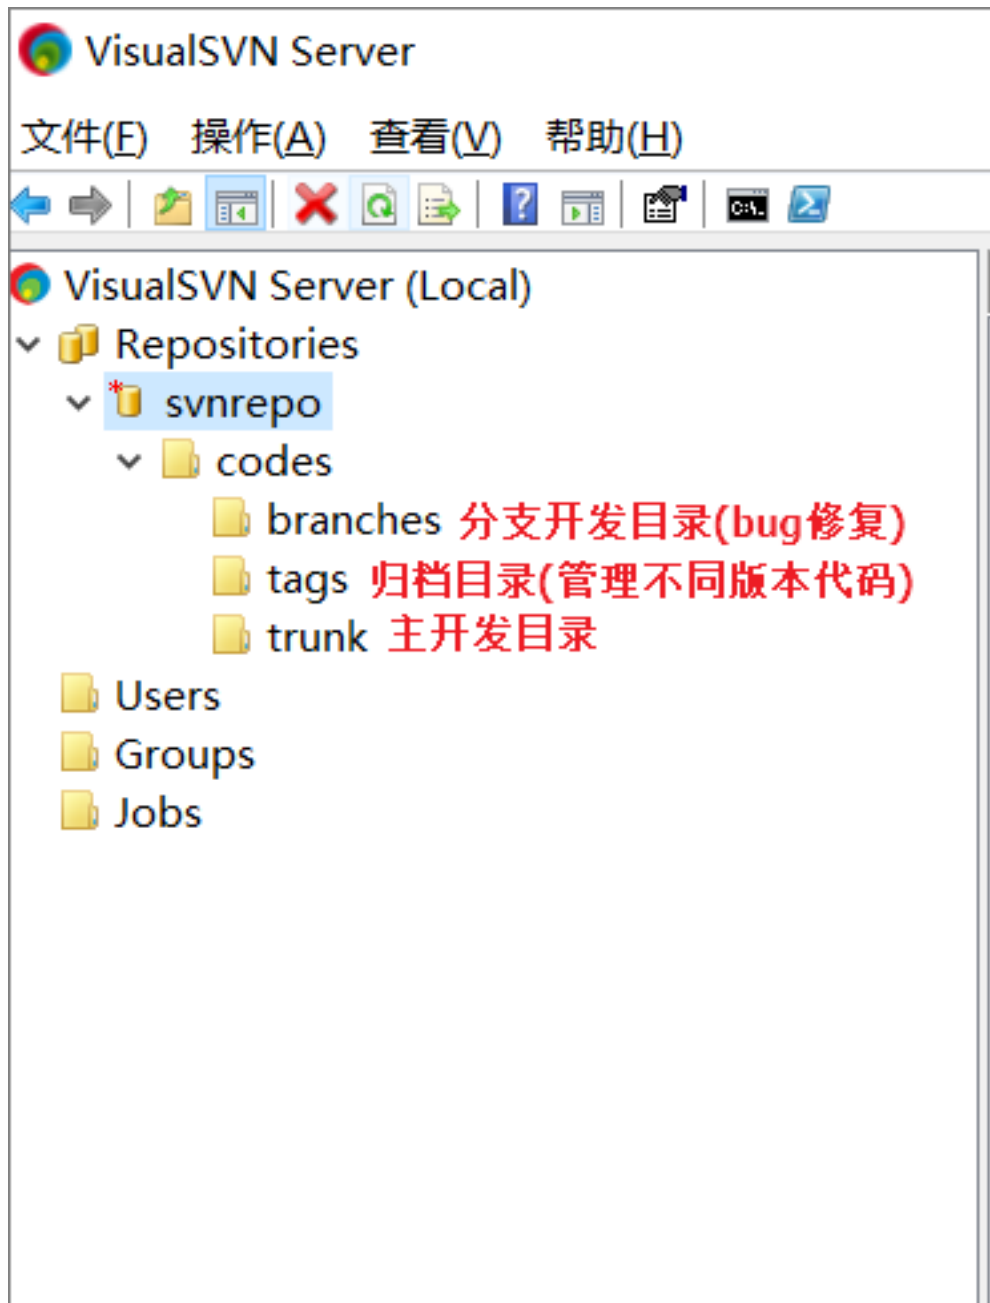 VisualSVN Server
文件(F) 操作(A) 查看(V) 帮助(H)
C:\.
VisualSVN Server (Local)
Repositories
svnrepo
codes
branches 分支开发目录(bug修复)
tags 归档目录(管理不同版本代码)
trunk 主开发目录
Users
Groups
Jobs